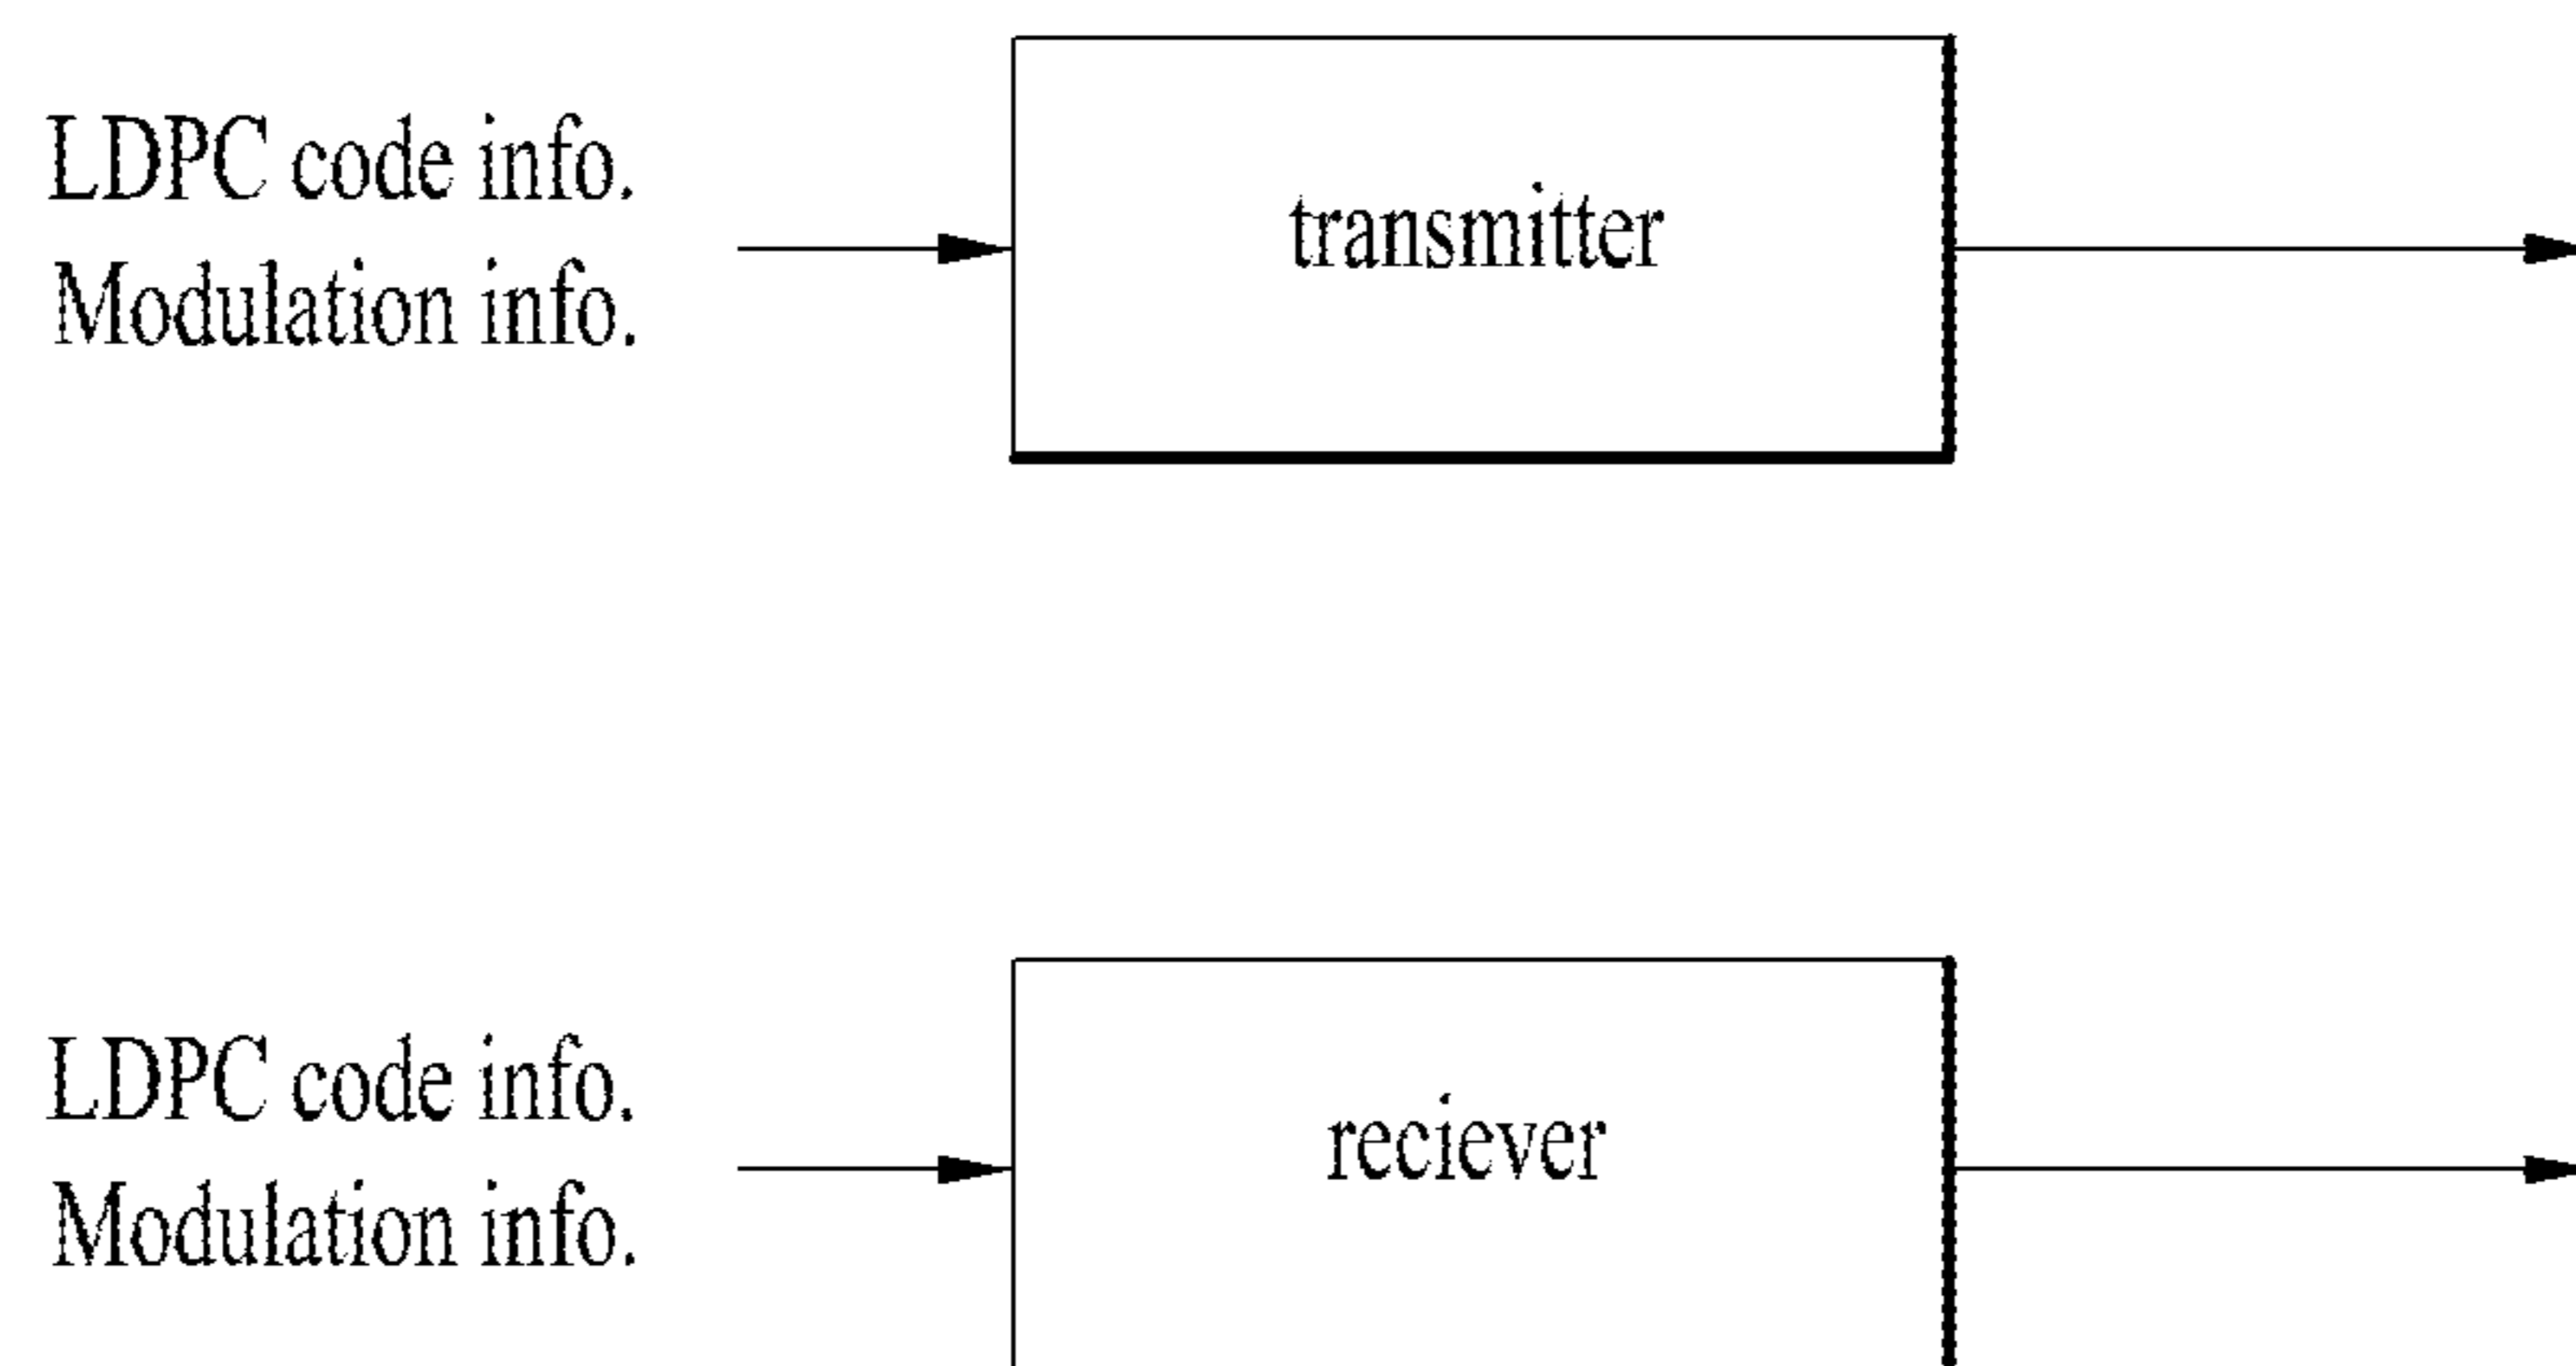 LDPC code info.
Modulation info.
transmitter
LDPC code info.
Modulation info.
reciever